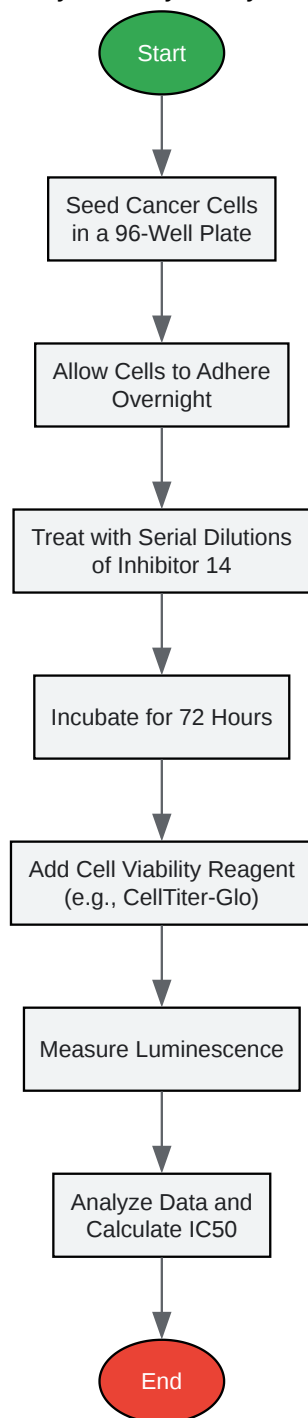 Start
Seed Cancer Cells
in a 96-Well Plate
Allow Cells to Adhere
Overnight
Treat with Serial Dilutions
of Inhibitor 14
Incubate for 72 Hours
Add Cell Viability Reagent
(e.g., CellTiter-Glo)
Measure Luminescence
Analyze Data and
Calculate IC50
End